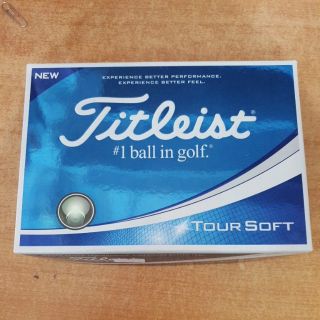 NEW
EXPERIENCE BETTER PERFORMANCE.
EXPERIENCE BETTER FEEL.
Titleist®
#1 ball in golf.®
TOUR SOFT